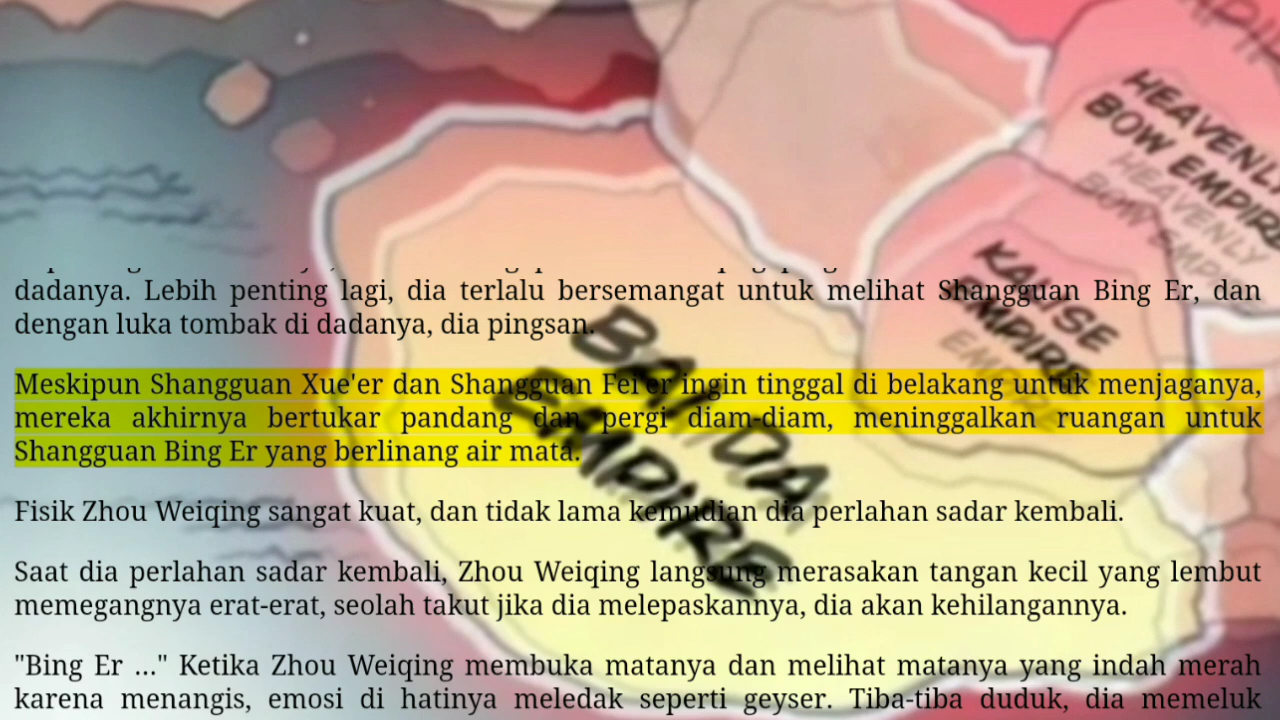 HEAVENLY
BOW EMPIRE
HEAVENLY
BOW EMPIRE
KALISE
EMPIRE
EMPIRE
dadanya. Lebih penting lagi, dia terlalu bersemangat untuk melihat Shangguan Bing Er, dan
dengan luka tombak di dadanya, dia pingsan.
BAIDA
EMPIRE
Meskipun Shangguan Xue'er dan Shangguan Fei'er ingin tinggal di belakang untuk menjaganya,
mereka akhirnya bertukar pandang dan pergi diam-diam, meninggalkan ruangan untuk
Shangguan Bing Er yang berlinang air mata.
Fisik Zhou Weiqing sangat kuat, dan tidak lama kemudian dia perlahan sadar kembali.
Saat dia perlahan sadar kembali, Zhou Weiqing langsung merasakan tangan kecil yang lembut
memegangnya erat-erat, seolah takut jika dia melepaskannya, dia akan kehilangannya.
"Bing Er ..." Ketika Zhou Weiqing membuka matanya dan melihat matanya yang indah merah
karena menangis, emosi di hatinya meledak seperti geyser. Tiba-tiba duduk, dia memeluk